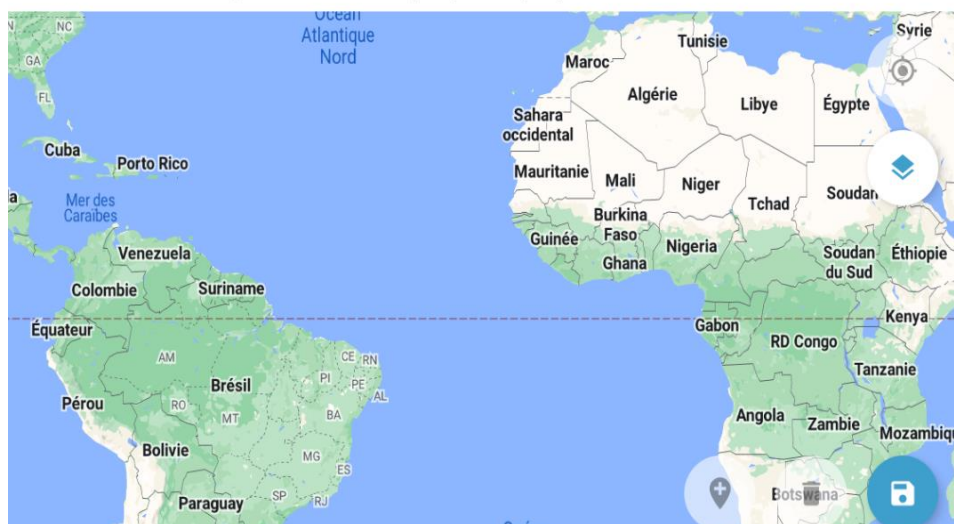 Océan
Atlantique
Nord
NC
GA
FL
Cuba
Porto Rico
Mer des
Caraïbes
Venezuela
Colombie
Suriname
Équateur
AM
CE
RN
PI
PE
AL
Brésil
RO
MT
BA
Pérou
Bolivie
MG
ES
SP
RJ
Paraguay
Tunisie
Syrie
Maroc
Algérie
Libye
Égypte
Sahara
occidental
Mauritanie
Mali
Niger
Tchad
Soudan
Burkina
Faso
Guinée
Ghana
Nigeria
Soudan
du Sud
Éthiopie
Gabon
RD Congo
Kenya
Tanzanie
Angola
Zambie
Mozambiq
Botswana